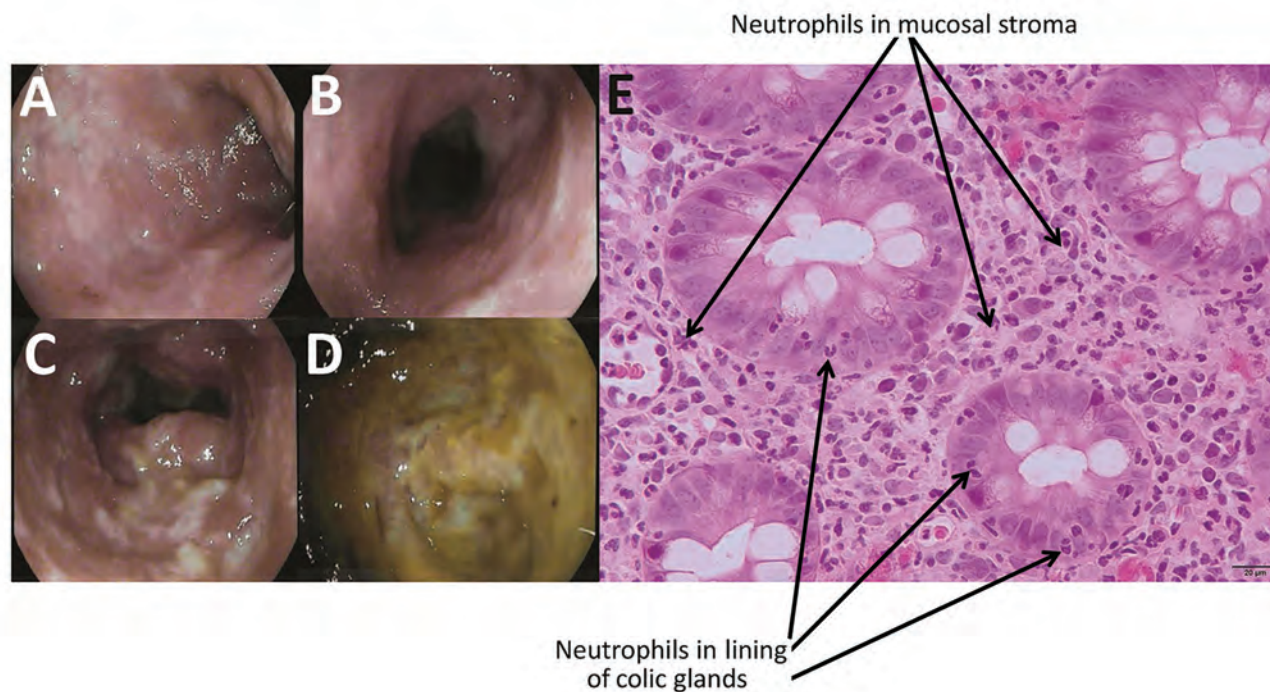 Neutrophils in mucosal stroma
A
B
E
C
D
20 µm
Neutrophils in lining
of colic glands